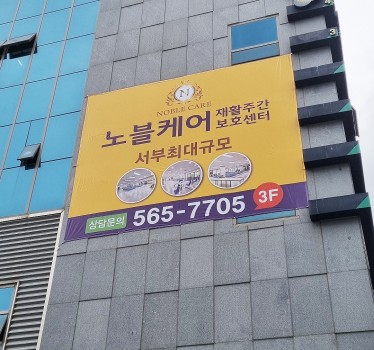 N
NOBLE CARE
노블케어 재활주간
보호센터
서부최대규모
상담문의 565-7705 3F